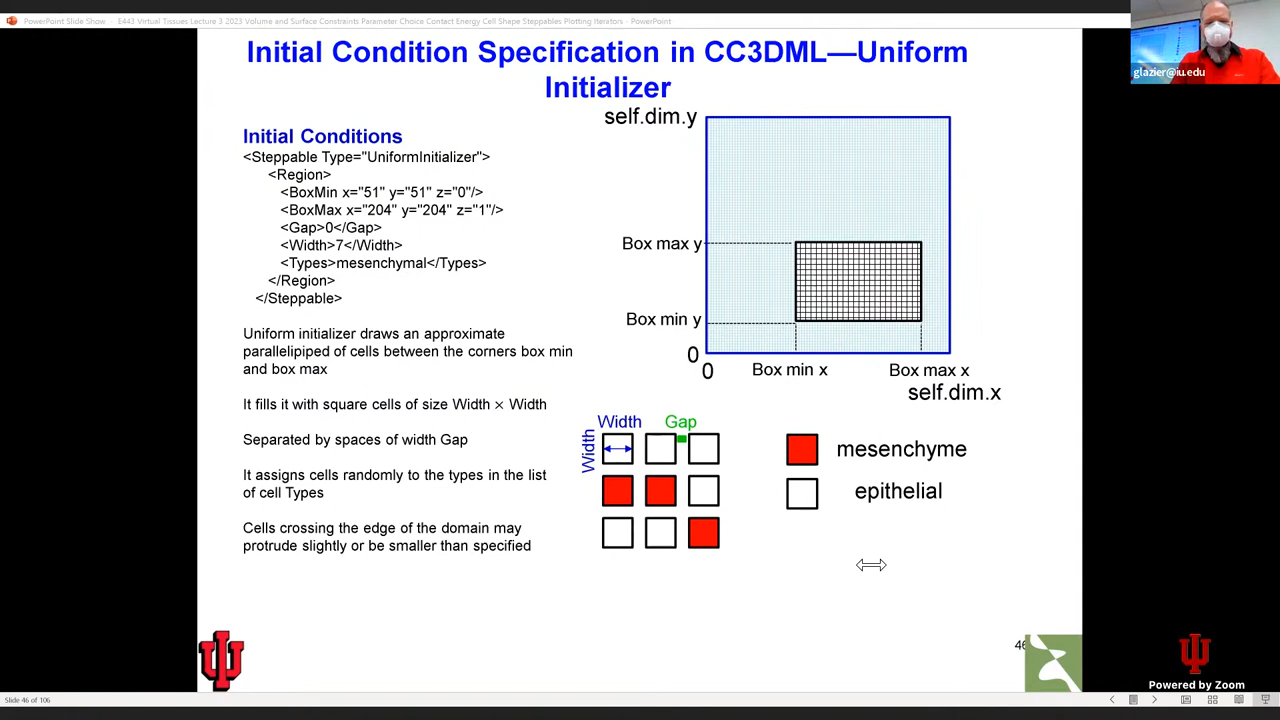 PowerPoint Slide Show - E443 Virtual Tissues Lecture 3 2023 Volume and Surface Constraints Parameter Choice Contact Energy Cell Shape Steppables Plotting Iterators - PowerPoint
glazier@iu.edu
Initial Condition Specification in CC3DML—Uniform
Initializer
Initial Conditions
<Steppable Type="UniformInitializer">
<Region>
<BoxMin x="51" y="51" z="0"/>
<BoxMax x="204" y="204" z="1"/>
<Gap>0</Gap>
<Width>7</Width>
<Types>mesenchymal</Types>
</Region>
</Steppable>
Uniform initializer draws an approximate
parallelipiped of cells between the corners box min
and box max
It fills it with square cells of size Width × Width
Separated by spaces of width Gap
It assigns cells randomly to the types in the list
of cell Types
Cells crossing the edge of the domain may
protrude slightly or be smaller than specified
self.dim.y
Box max y
Box min y
0
0
Box min x
Box max x
self.dim.x
Width
Gap
Width
mesenchyme
epithelial
46
Powered by Zoom
Slide 46 of 106